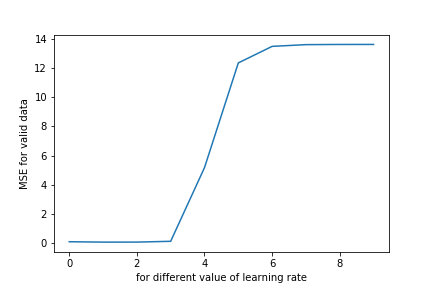 14
12
10
8
6
4
2
0
MSE for valid data
0 2 4 6 8
for different value of learning rate